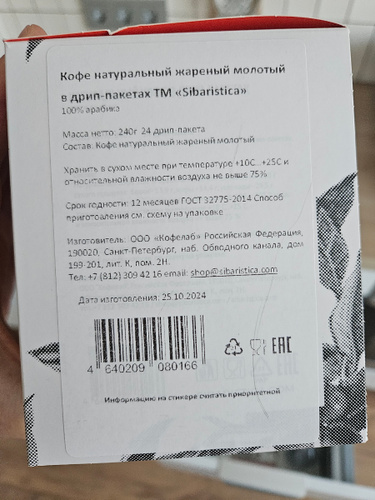 Кофе натуральный жареный молотый
в дрип-пакетах ТМ «Sibaristica»
100% арабика
Масса нетто: 240г. 24 дрип-пакета
Состав: Кофе натуральный жареный молотый
Хранить в сухом месте при температуре +10С...+25С и
относительной влажности воздуха не выше 75%
Срок годности: 12 месяцев ГОСТ 32775-2014 Способ
приготовления см. схему на упаковке
Изготовитель: ООО «Кофелаб» Российская Федерация,
190020, Санкт-Петербург, наб. Обводного канала, дом
199-201, лит. К, пом. 2Н.
Тел: +7 (812) 309 42 16 email: shop@sibaristica.com
Дата изготовления: 25.10.2024
4 640209 080166
EAC
Информацию на стикере считать приоритетной